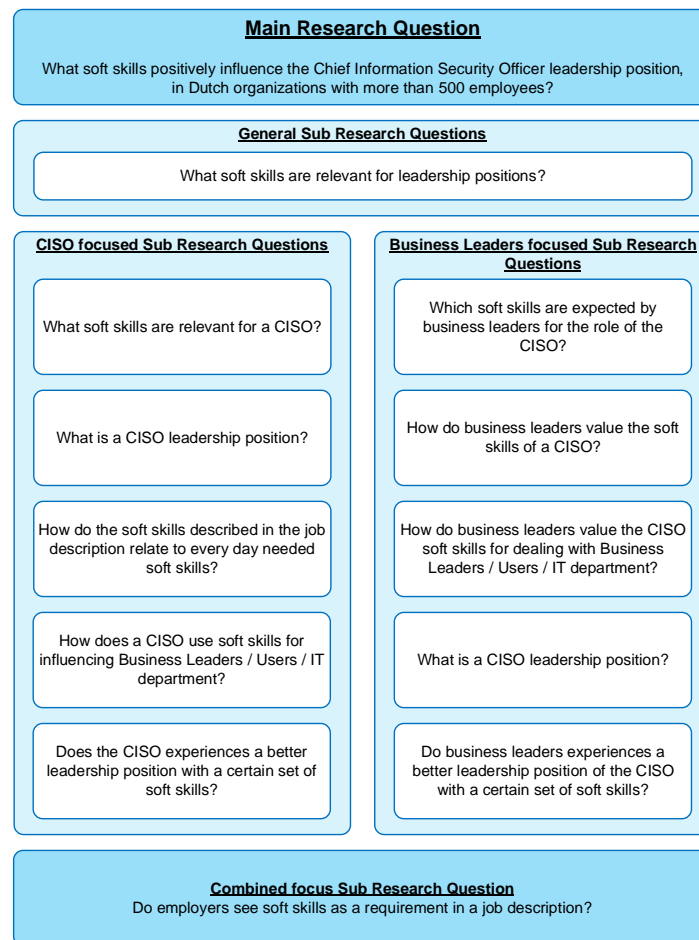 Main Research Question
What soft skills positively influence the Chief Information Security Officer leadership position,
in Dutch organizations with more than 500 employees?
General Sub Research Questions
What soft skills are relevant for leadership positions?
CISO focused Sub Research Questions
What soft skills are relevant for a CISO?
What is a CISO leadership position?
How do the soft skills described in the job
description relate to every day needed
soft skills?
How does a CISO use soft skills for
influencing Business Leaders / Users / IT
department?
Does the CISO experiences a better
leadership position with a certain set of
soft skills?
Business Leaders focused Sub Research
Questions
Which soft skills are expected by
business leaders for the role of the
CISO?
How do business leaders value the soft
skills of a CISO?
How do business leaders value the CISO
soft skills for dealing with Business
Leaders / Users / IT department?
What is a CISO leadership position?
Do business leaders experiences a
better leadership position of the CISO
with a certain set of soft skills?
Combined focus Sub Research Question
Do employers see soft skills as a requirement in a job description?